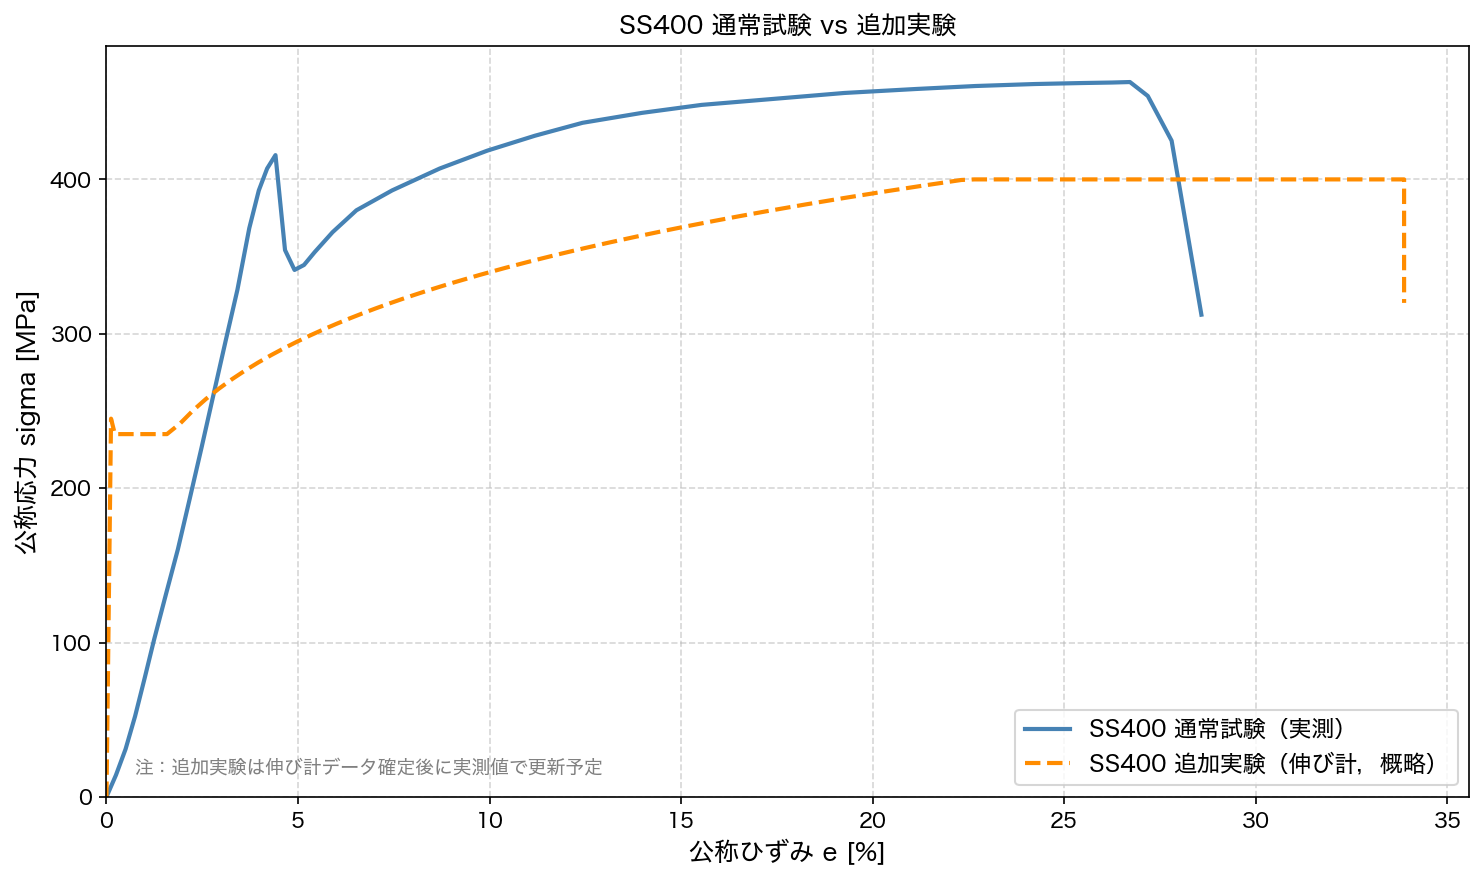 SS400 通常試験 vs 追加実験
公称応力 sigma [MPa]
400
300
200
100
0
注：追加実験は伸び計データ確定後に実測値で更新予定
SS400 通常試験（実測）
SS400 追加実験（伸び計，概略）
0 5 10 15 20 25 30 35
公称ひずみ e [%]